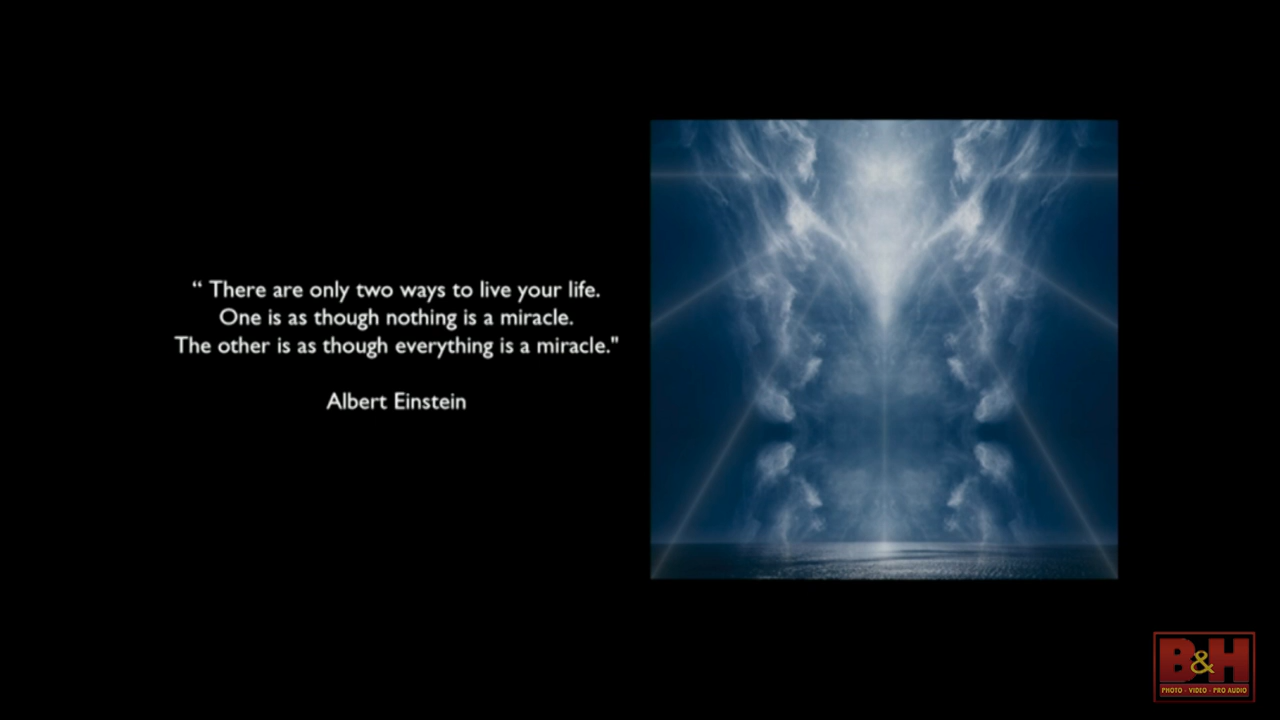 “ There are only two ways to live your life.
One is as though nothing is a miracle.
The other is as though everything is a miracle."
Albert Einstein
B&H
PHOTO - VIDEO - PRO AUDIO